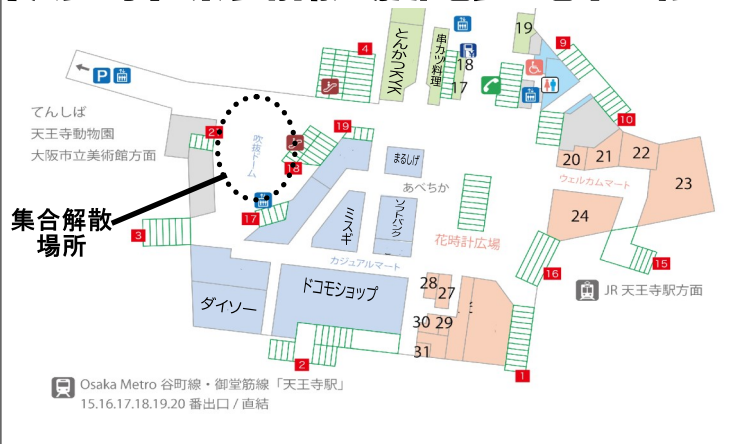 とんかつKYK
串カツ料理
18
17
19
4
9
P
てんしば
天王寺動物園
大阪市立美術館方面
21
19
吹抜ドーム
18
まるしげ
10
20
21
22
23
ウェルカムマート
あべちか
集合解散
場所
17
3
ミスギ
ソフトバンク
花時計広場
24
カジュアルマート
16
15
JR 天王寺駅方面
ダイソー
ドコモショップ
28
27
30
29
31
2
1
Osaka Metro 谷町線・御堂筋線「天王寺駅」
15.16.17.18.19.20 番出口 / 直結